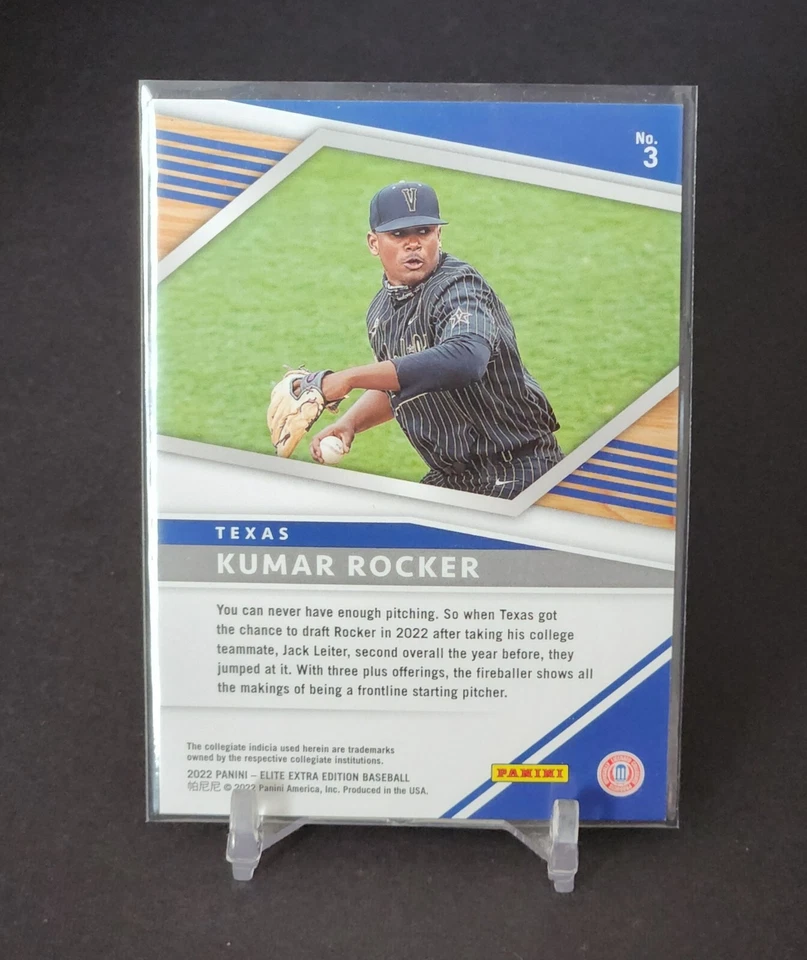 No.
3
V
TEXAS
KUMAR ROCKER
You can never have enough pitching. So when Texas got
the chance to draft Rocker in 2022 after taking his college
teammate, Jack Leiter, second overall the year before, they
jumped at it. With three plus offerings, the fireballer shows all
the makings of being a frontline starting pitcher.
The collegiate indicia used herein are trademarks
owned by the respective collegiate institutions.
2022 PANINI – ELITE EXTRA EDITION BASEBALL
帕尼尼 © 2022 Panini America, Inc. Produced in the USA.
PANINI